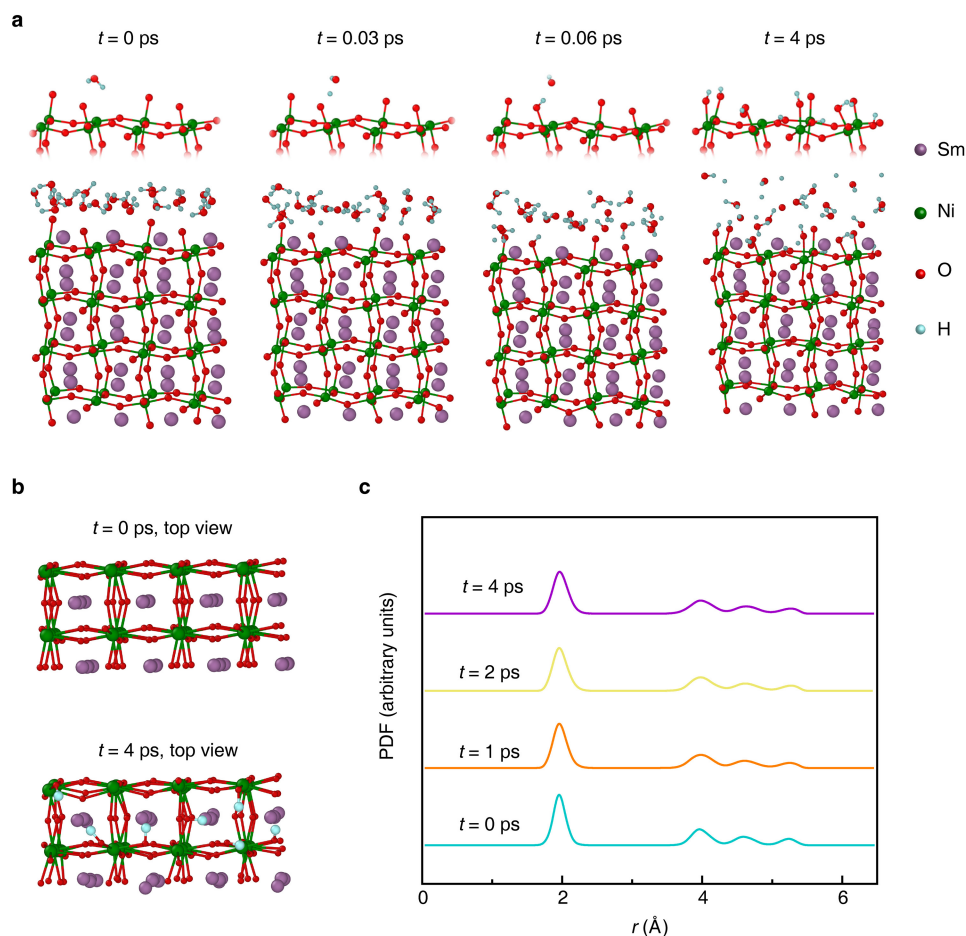 a
t = 0 ps
t = 0.03 ps
t = 0.06 ps
t = 4 ps
Sm
Ni
O
H
b
t = 0 ps, top view
t = 4 ps, top view
c
PDF (arbitrary units)
t = 4 ps
t = 2 ps
t = 1 ps
t = 0 ps
0 2 4 6
r (Å)